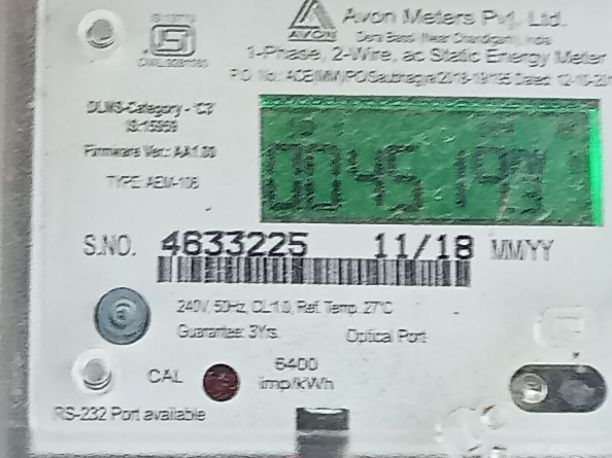 Avon Meters Pvt. Ltd.
AVON
Dera Bassi (Near Chandigarh), India
1-Phase, 2-Wire, ac Static Energy Meter
DLMS-Category - 'C3'
IS:15959
Firmware Ver.: AA1.00
TYPE: AEM-106
0045193
S.NO. 4633225 11/18 MM/YY
240V, 50Hz, CL:1.0, Ref. Temp. 27°C
Guarantee: 3Yrs. Optical Port
CAL 6400
imp/kWh
RS-232 Port available